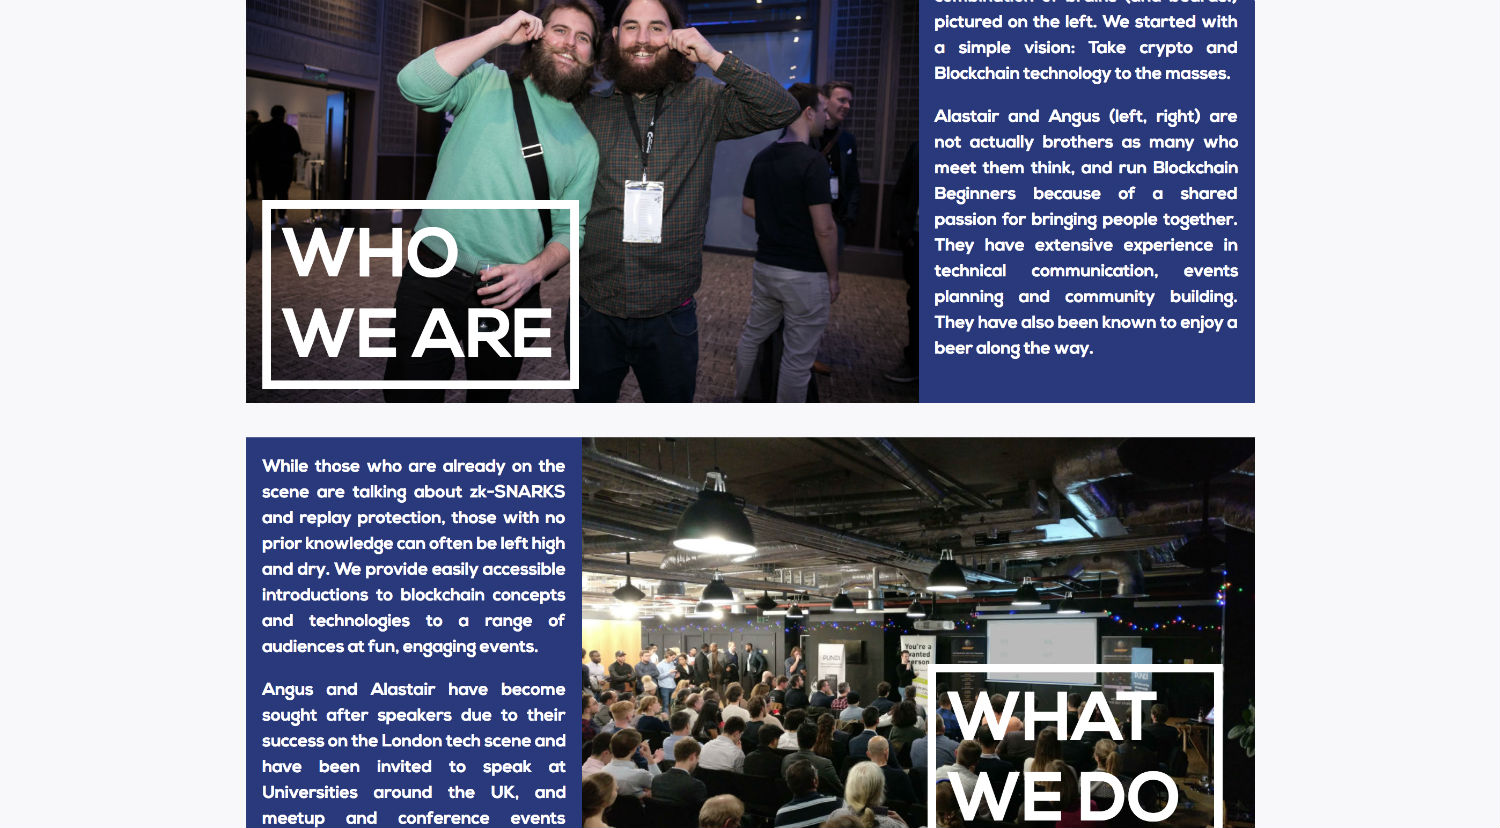 pictured on the left. We started with
a simple vision: Take crypto and
Blockchain technology to the masses.
Alastair and Angus (left, right) are
not actually brothers as many who
meet them think, and run Blockchain
Beginners because of a shared
passion for bringing people together.
They have extensive experience in
technical communication, events
planning and community building.
They have also been known to enjoy a
beer along the way.
WHO
WE ARE
While those who are already on the
scene are talking about zk-SNARKS
and replay protection, those with no
prior knowledge can often be left high
and dry. We provide easily accessible
introductions to blockchain concepts
and technologies to a range of
audiences at fun, engaging events.
Angus and Alastair have become
sought after speakers due to their
success on the London tech scene and
have been invited to speak at
Universities around the UK, and
meetup and conference events
You're a
wanted
person
FUNDI
WHAT
WE DO